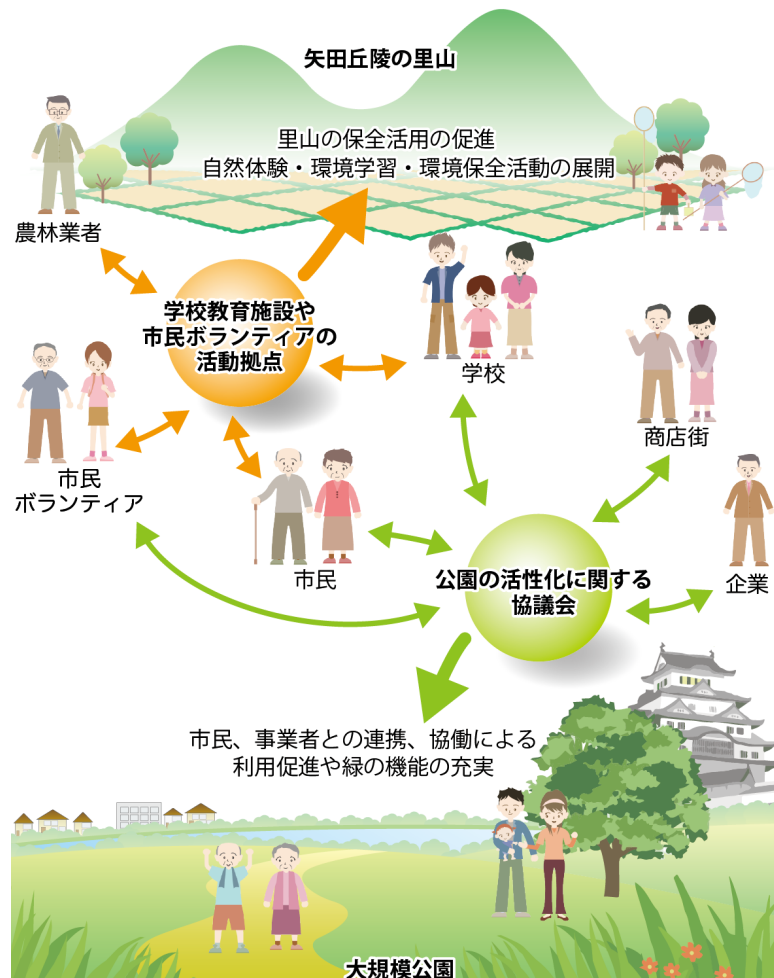 矢田丘陵の里山
里山の保全活用の促進
自然体験・環境学習・環境保全活動の展開
農林業者
学校教育施設や
市民ボランティアの
活動拠点
学校
商店街
市民
ボランティア
市民
公園の活性化に関する
協議会
企業
市民、事業者との連携、協働による
利用促進や緑の機能の充実
大規模公園